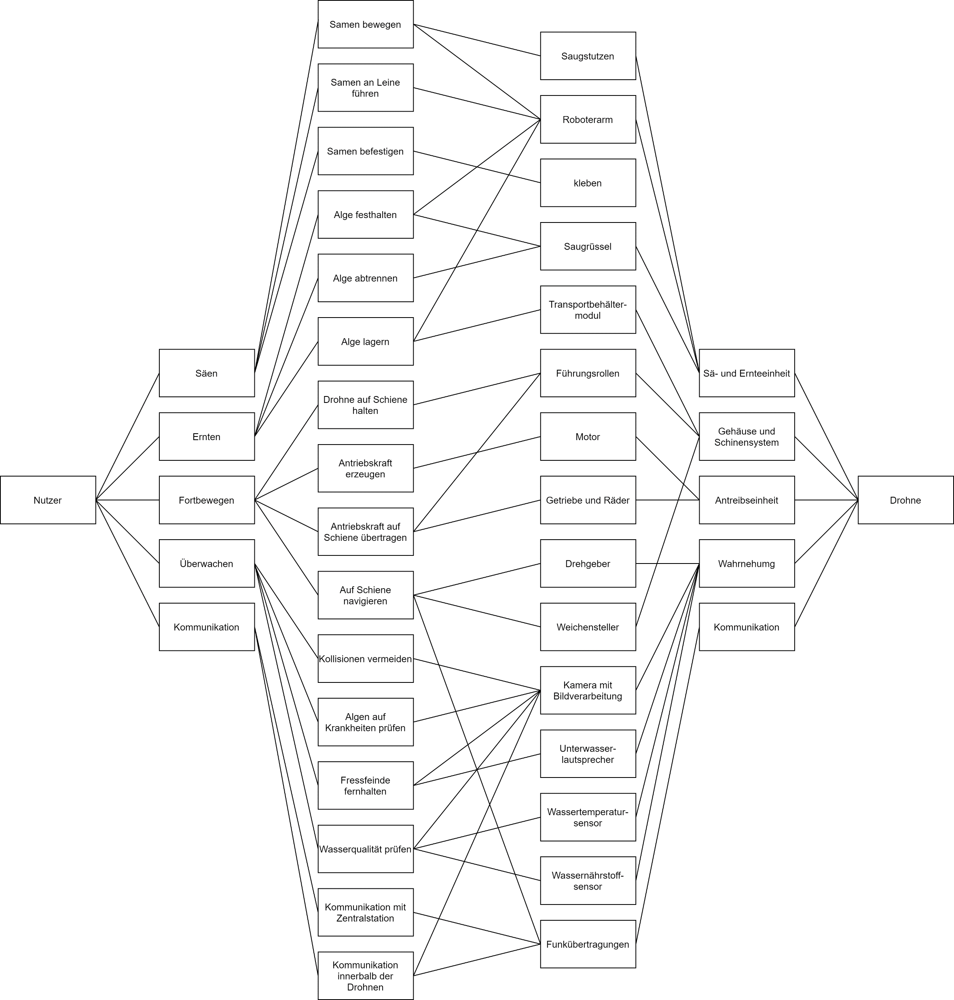 Nutzer
Säen
Ernten
Fortbewegen
Überwachen
Kommunikation
Samen bewegen
Samen an Leine
führen
Samen befestigen
Alge festhalten
Alge abtrennen
Alge lagern
Drohne auf Schiene
halten
Antriebskraft
erzeugen
Antriebskraft auf
Schiene übertragen
Auf Schiene
navigieren
Kollisionen vermeiden
Algen auf
Krankheiten prüfen
Fressfeinde
fernhalten
Wasserqualität prüfen
Kommunikation mit
Zentralstation
Kommunikation
innerbalb der
Drohnen
Saugstutzen
Roboterarm
kleben
Saugrüssel
Transportbehälter-
modul
Führungsrollen
Motor
Getriebe und Räder
Drehgeber
Weichensteller
Kamera mit
Bildverarbeitung
Unterwasser-
lautsprecher
Wassertemperatur-
sensor
Wassernährstoff-
sensor
Funkübertragungen
Sä- und Ernteeinheit
Gehäuse und
Schinensystem
Antreibseinheit
Wahrnehumg
Kommunikation
Drohne